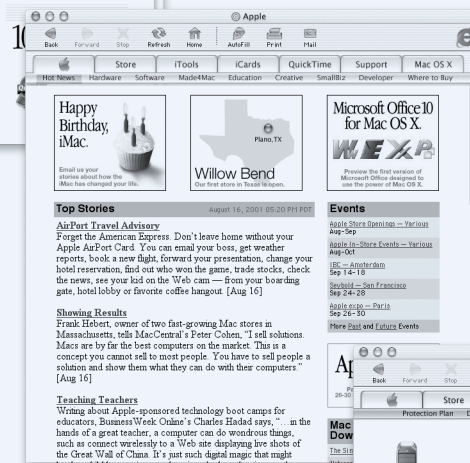 10
Apple
Back Forward Stop Refresh Home AutoFill Print Mail
Store iTools iCards QuickTime Support Mac OS X
Hot News Hardware Software Made4Mac Education Creative SmallBiz Developer Where to Buy
Happy
Birthday,
iMac.
Email us your
stories about how the
iMac has changed your life.
Plano, TX
Willow Bend
Our first store in Texas is open.
Microsoft Office 10
for Mac OS X.
W E X P
Preview the first version of
Microsoft Office designed to
use the power of Mac OS X.
Top Stories August 16, 2001 05:20 PM PDT
AirPort Travel Advisory
Forget the American Express. Don't leave home without your
Apple AirPort Card. You can email your boss, get weather
reports, book a new flight, forward your presentation, change your
hotel reservation, find out who won the game, trade stocks, check
the news, see your kid on the Web cam — from your boarding
gate, hotel lobby or favorite coffee hangout. [Aug 16]
Showing Results
Frank Hebert, owner of two fast-growing Mac stores in
Massachusetts, tells MacCentral's Peter Cohen, "I sell solutions.
Macs are by far the best computers on the market. This is a
concept you cannot sell to most people. You have to sell people a
solution and show them what they can do with their computers."
[Aug 16]
Teaching Teachers
Writing about Apple-sponsored technology boot camps for
educators, BusinessWeek Online's Charles Hadad says, "…in the
hands of a great teacher, a computer can do wondrous things,
such as connect wirelessly to a Web site displaying live shots of
the Great Wall of China. It's just such digital magic that might
Events
Apple Store Openings — Various
Aug-Sep
Apple In-Store Events — Various
Aug-Oct
IBC — Amsterdam
Sep 14-18
Seybold — San Francisco
Sep 24-28
Apple expo — Paris
Sep 26-30
More Past and Future Events
Ap
26-30
Mac
Dow
The Sin
Back Forward Stop
Store
Protection Plan